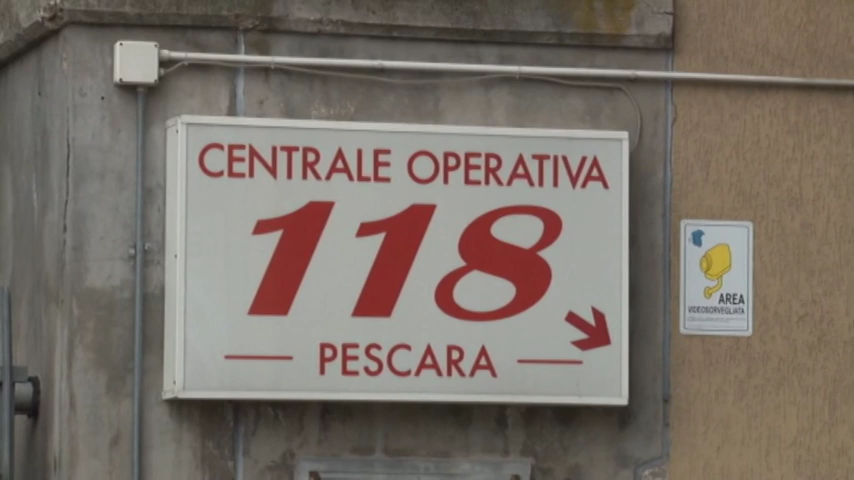 CENTRALE OPERATIVA
118
PESCARA
AREA
VIDEOSORVEGLIATA